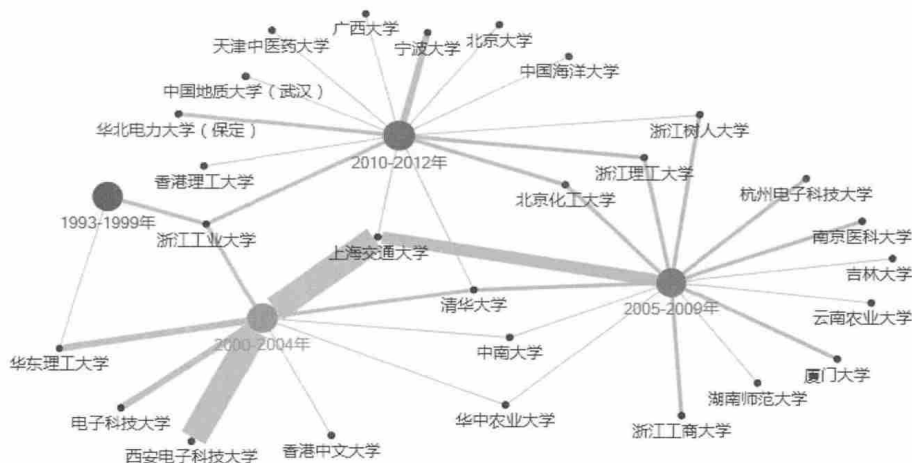 广西大学
天津中医药大学
宁波大学
北京大学
中国海洋大学
中国地质大学（武汉）
华北电力大学（保定）
浙江树人大学
2010-2012年
香港理工大学
浙江理工大学
北京化工大学
杭州电子科技大学
1993-1999年
浙江工业大学
上海交通大学
南京医科大学
吉林大学
清华大学
2005-2009年
云南农业大学
2000-2004年
中南大学
华东理工大学
厦门大学
湖南师范大学
电子科技大学
华中农业大学
浙江工商大学
西安电子科技大学
香港中文大学